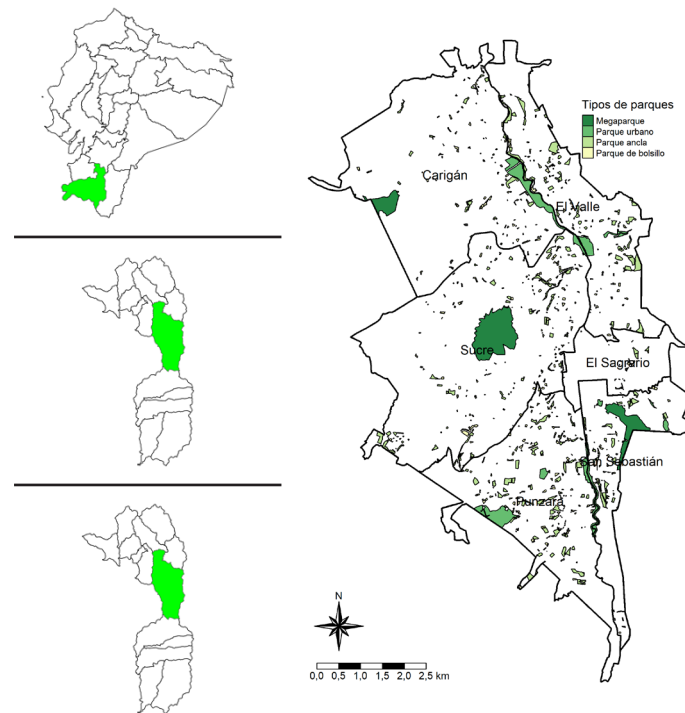 Tipos de parques
Megaparque
Parque urbano
Parque ancla
Parque de bolsillo
Carigán
El Valle
Sucre
El Sagrario
San Sebastián
Punzara
N
0,0 0,5 1,0 1,5 2,0 2,5 km